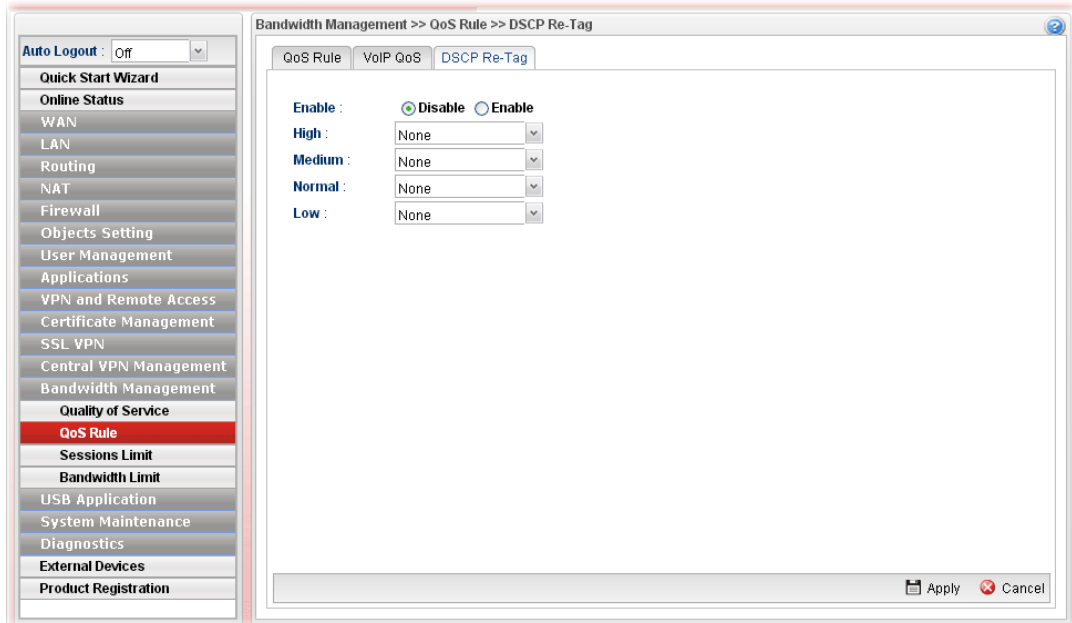 Bandwidth Management >> QoS Rule >> DSCP Re-Tag
Auto Logout : Off
Quick Start Wizard
Online Status
WAN
LAN
Routing
NAT
Firewall
Objects Setting
User Management
Applications
VPN and Remote Access
Certificate Management
SSL VPN
Central VPN Management
Bandwidth Management
Quality of Service
QoS Rule
Sessions Limit
Bandwidth Limit
USB Application
System Maintenance
Diagnostics
External Devices
Product Registration
QoS Rule VoIP QoS DSCP Re-Tag
Enable : Disable Enable
High : None
Medium : None
Normal : None
Low : None
Apply Cancel